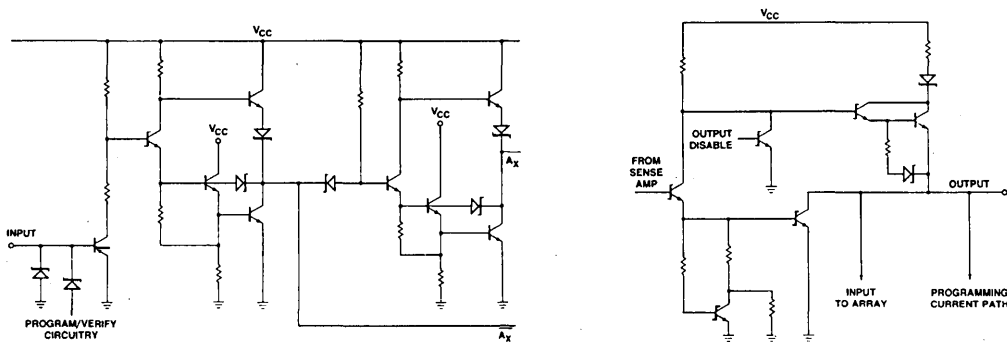 VCC
VCC
VCC
AX
INPUT
PROGRAM/VERIFY
CIRCUITRY
A̅X̅
VCC
OUTPUT
DISABLE
FROM
SENSE
AMP
OUTPUT
INPUT
TO ARRAY
PROGRAMMING
CURRENT PATH